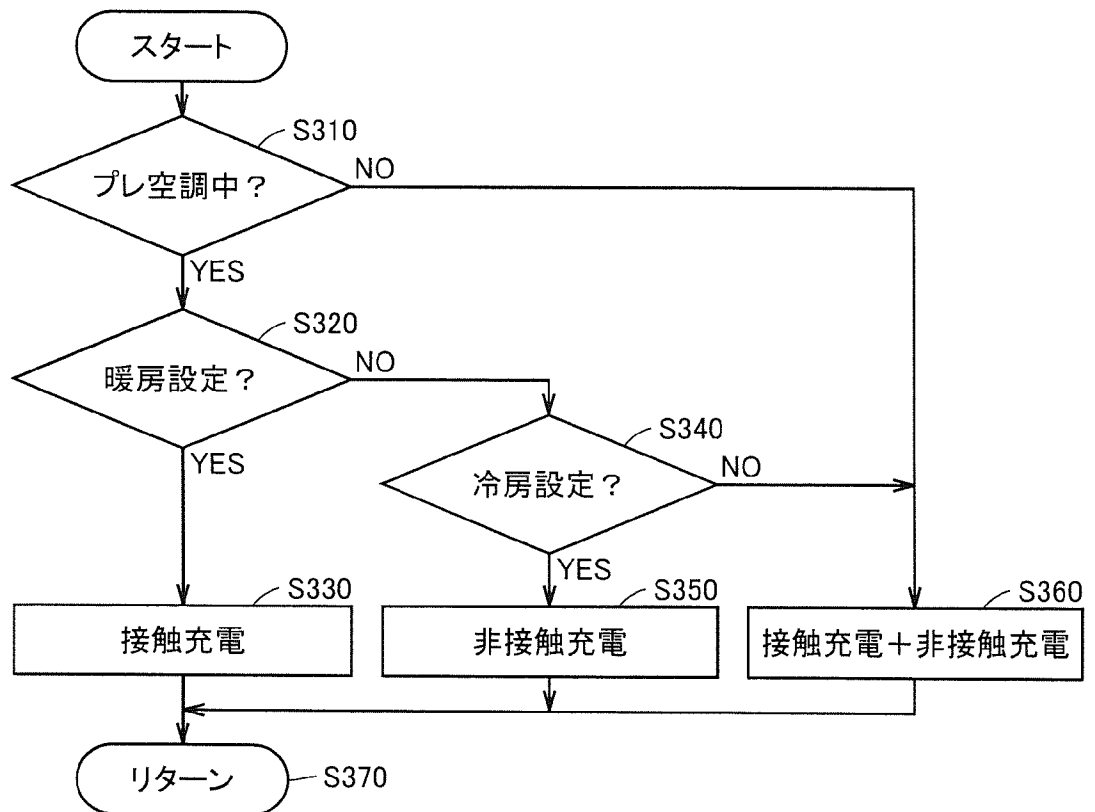 スタート
S310
プレ空調中？
NO
YES
S320
暖房設定？
NO
YES
S340
冷房設定？
NO
YES
S330
接触充電
S350
非接触充電
S360
接触充電＋非接触充電
リターン
S370